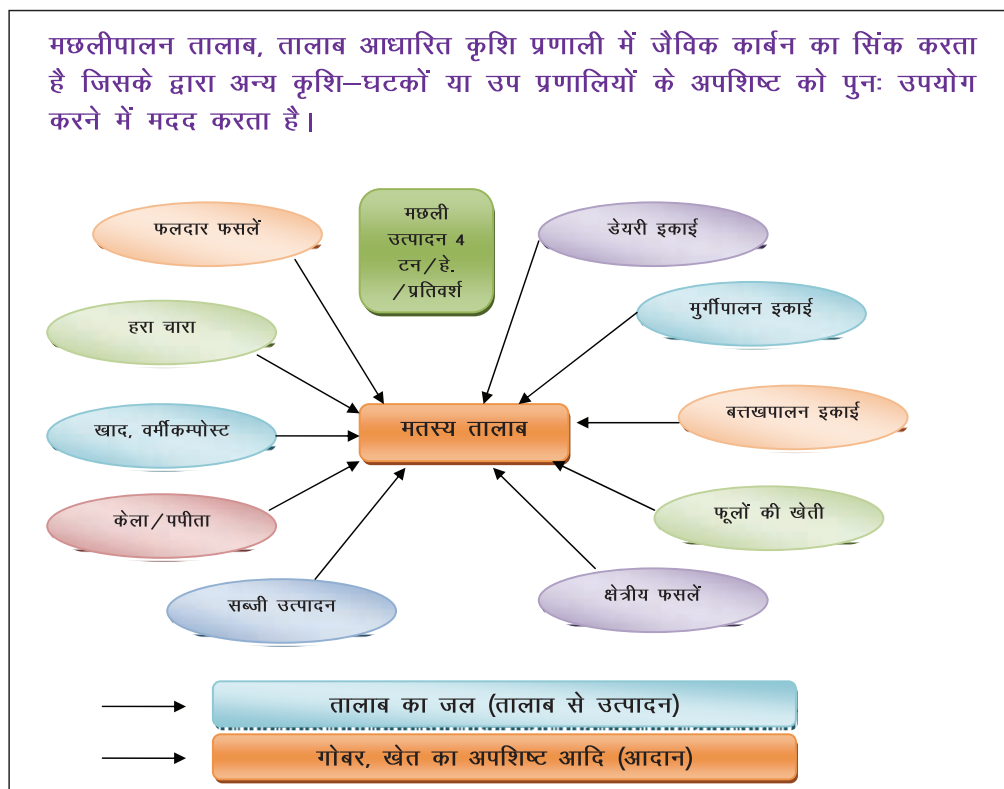 मछलीपालन तालाब, तालाब आधारित कृशि प्रणाली में जैविक कार्बन का सिंक करता
है जिसके द्वारा अन्य कृशि–घटकों या उप प्रणालियों के अपशिष्ट को पुनः उपयोग
करने में मदद करता है।
फलदार फसलें
मछली
उत्पादन 4
टन/हे.
/प्रतिवर्श
डेयरी इकाई
हरा चारा
मुर्गीपालन इकाई
खाद, वर्मीकम्पोस्ट
मतस्य तालाब
बत्तखपालन इकाई
केला/पपीता
फूलों की खेती
सब्जी उत्पादन
क्षेत्रीय फसलें
तालाब का जल (तालाब से उत्पादन)
गोबर, खेत का अपशिष्ट आदि (आदान)